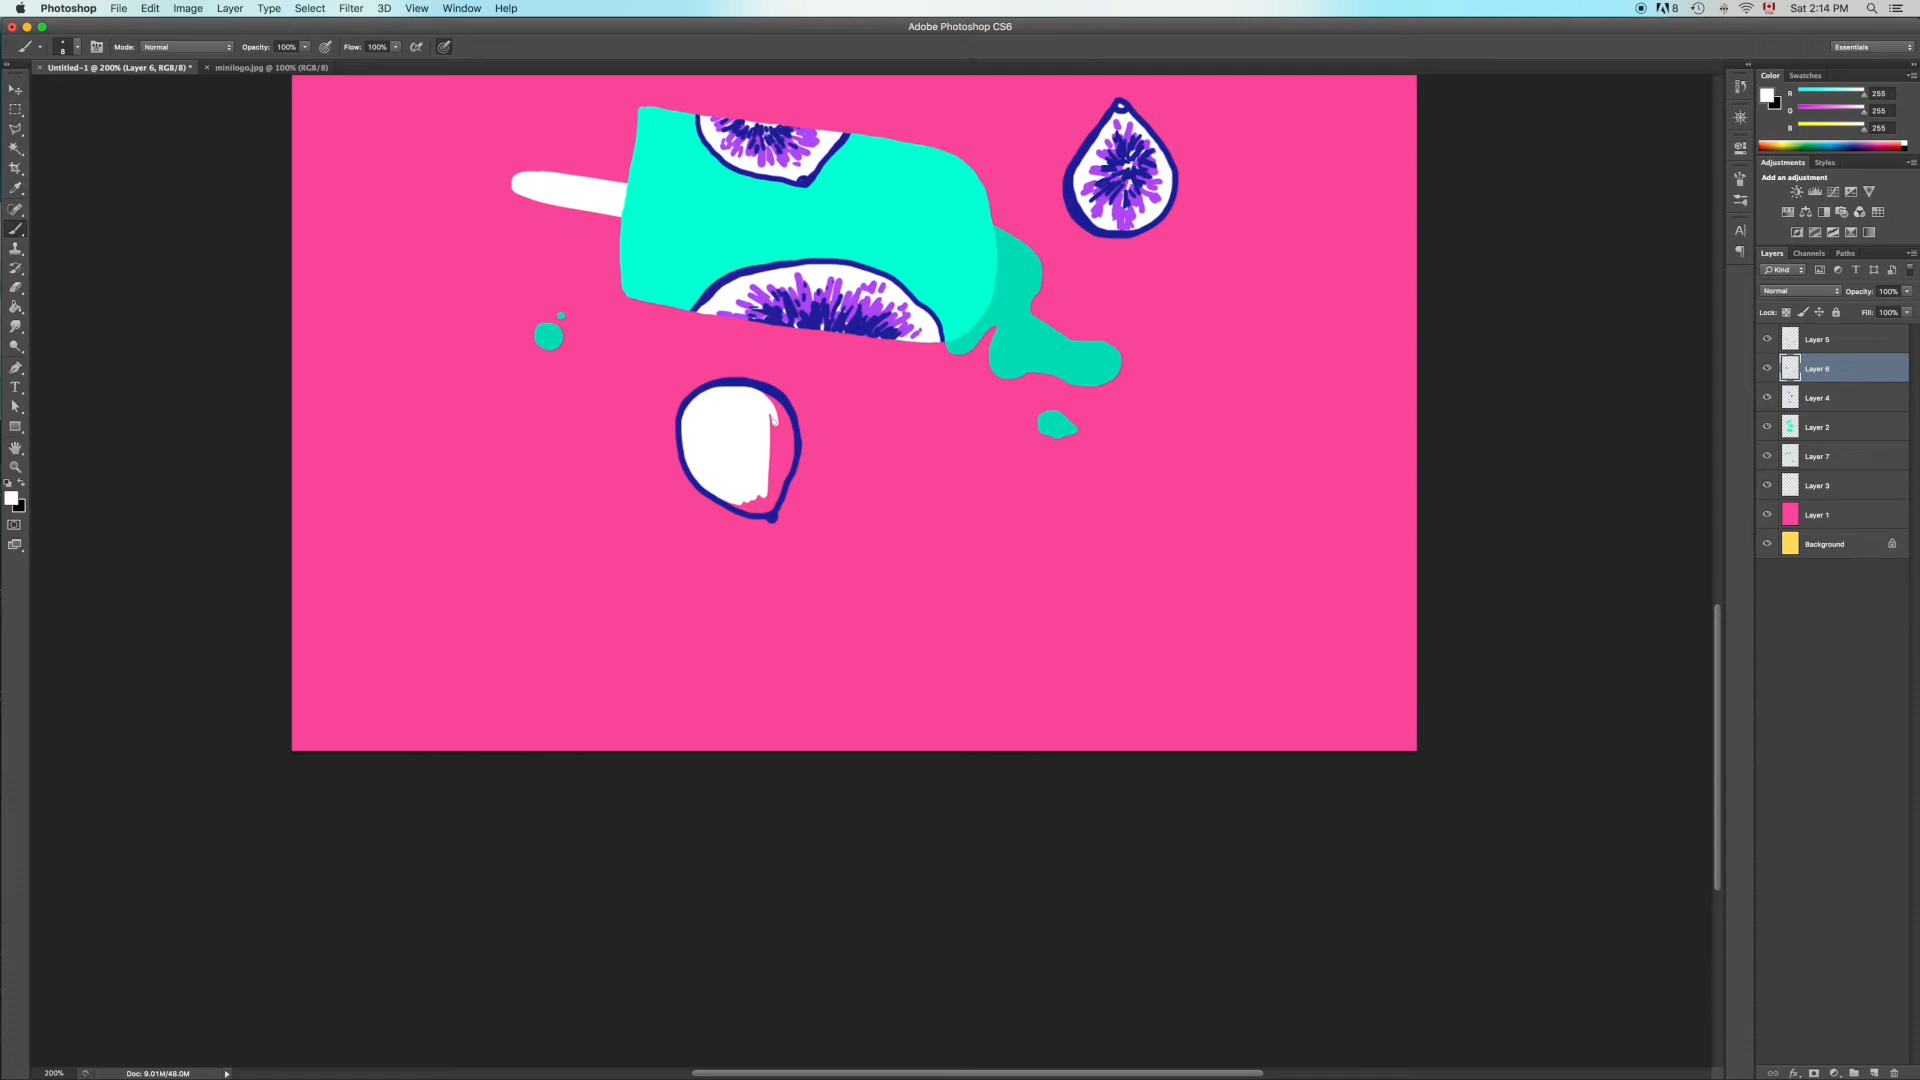 Photoshop File Edit Image Layer Type Select Filter 3D View Window Help 8 Sat 2:14 PM
Adobe Photoshop CS6
8 Mode: Normal Opacity: 100% Flow: 100% Essentials
× Untitled-1 @ 200% (Layer 6, RGB/8) * × minilogo.jpg @ 100% (RGB/8)
Color Swatches
R 255
G 255
B 255
Adjustments Styles
Add an adjustment
Layers Channels Paths
Kind
Normal Opacity: 100%
Lock: Fill: 100%
Layer 5
Layer 6
Layer 4
Layer 2
Layer 7
Layer 3
Layer 1
Background
200% Doc: 9.01M/48.0M